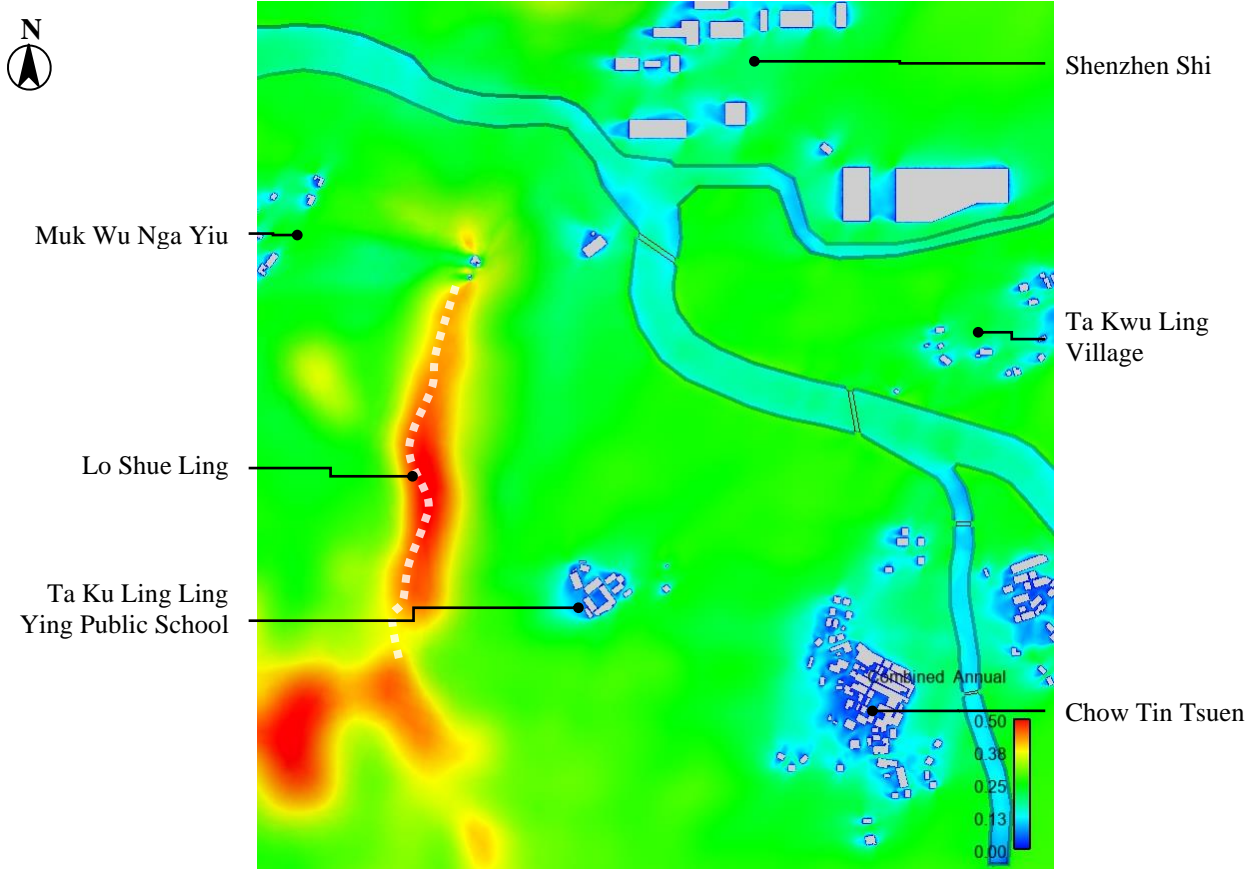 N
Shenzhen Shi
Muk Wu Nga Yiu
Ta Kwu Ling
Village
Lo Shue Ling
Ta Ku Ling Ling
Ying Public School
Combined Annual
0.50
0.38
0.25
0.13
0.00
Chow Tin Tsuen